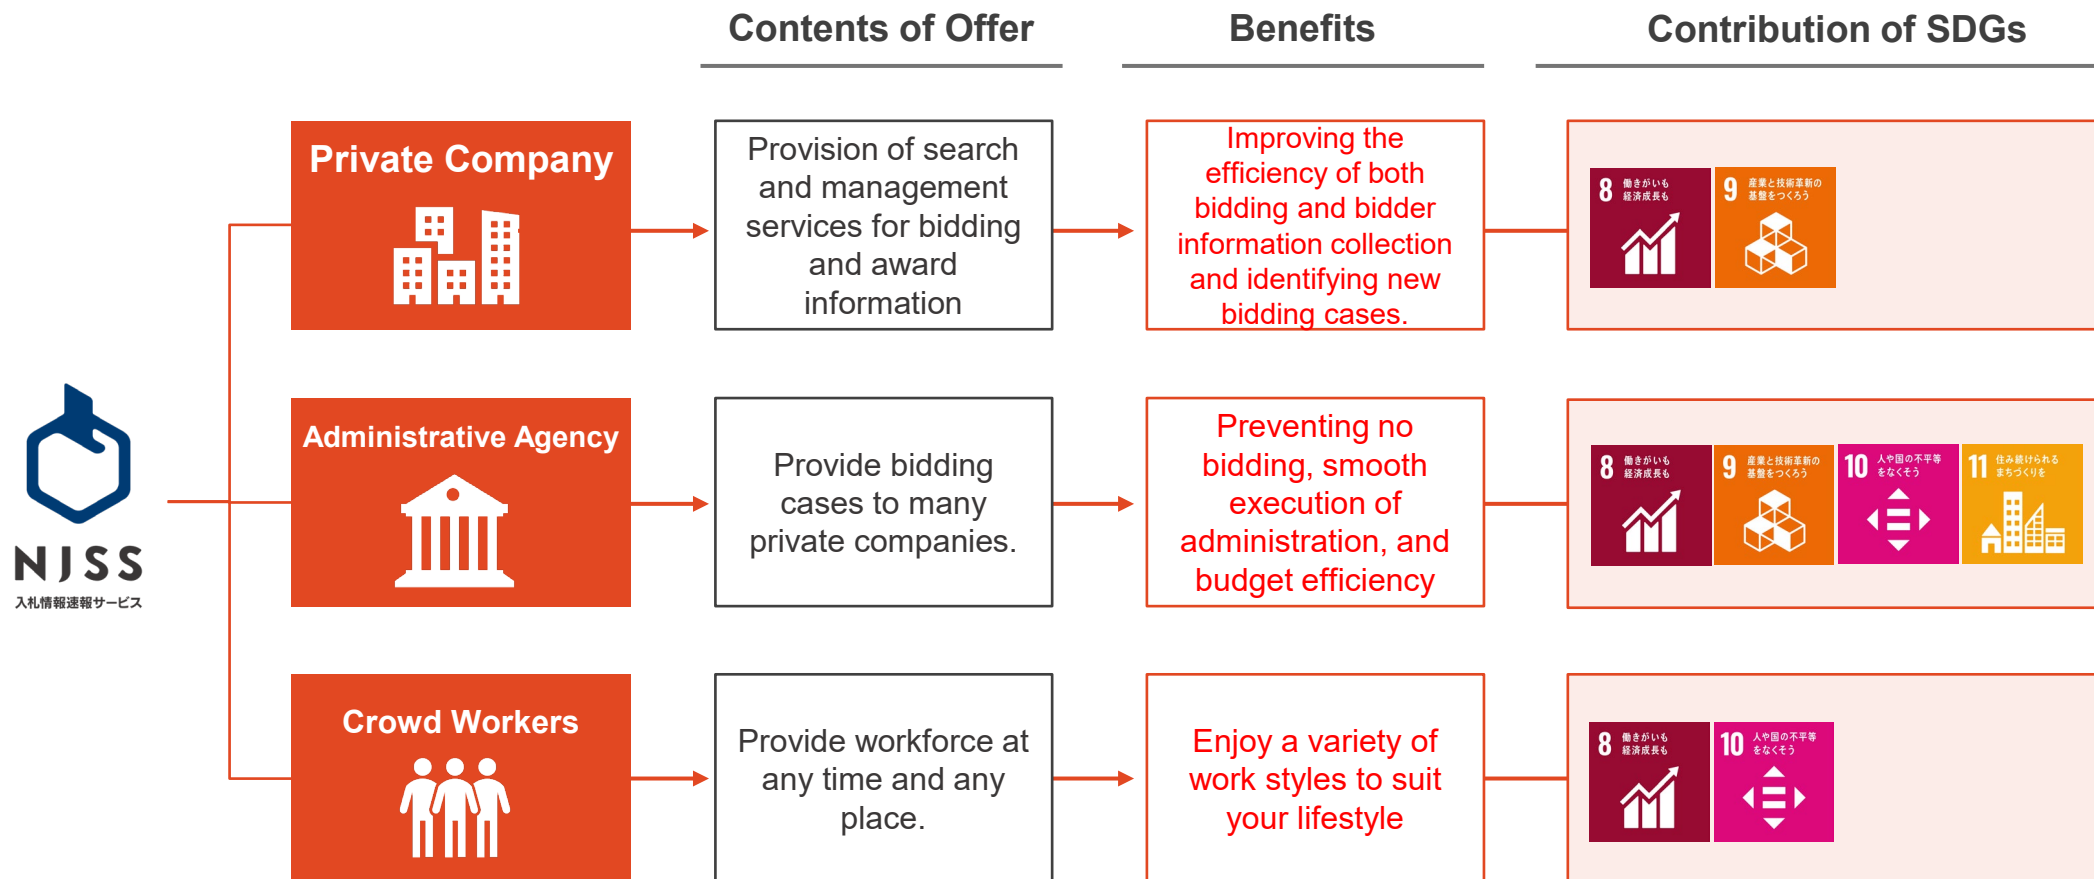 Contents of Offer
Benefits
Contribution of SDGs
Private Company
Provision of search
and management
services for bidding
and award
information
Improving the
efficiency of both
bidding and bidder
information collection
and identifying new
bidding cases.
8 働きがいも
経済成長も
9 産業と技術革新の
基盤をつくろう
NJSS
入札情報速報サービス
Administrative Agency
Provide bidding
cases to many
private companies.
Preventing no
bidding, smooth
execution of
administration, and
budget efficiency
8 働きがいも
経済成長も
9 産業と技術革新の
基盤をつくろう
10 人や国の不平等
をなくそう
11 住み続けられる
まちづくりを
Crowd Workers
Provide workforce at
any time and any
place.
Enjoy a variety of
work styles to suit
your lifestyle
8 働きがいも
経済成長も
10 人や国の不平等
をなくそう